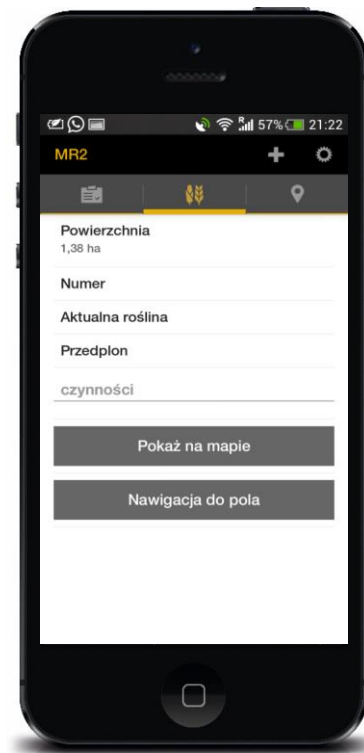 R 57% 21:22
MR2
Powierzchnia
1,38 ha
Numer
Aktualna roślina
Przedplon
czynności
Pokaż na mapie
Nawigacja do pola